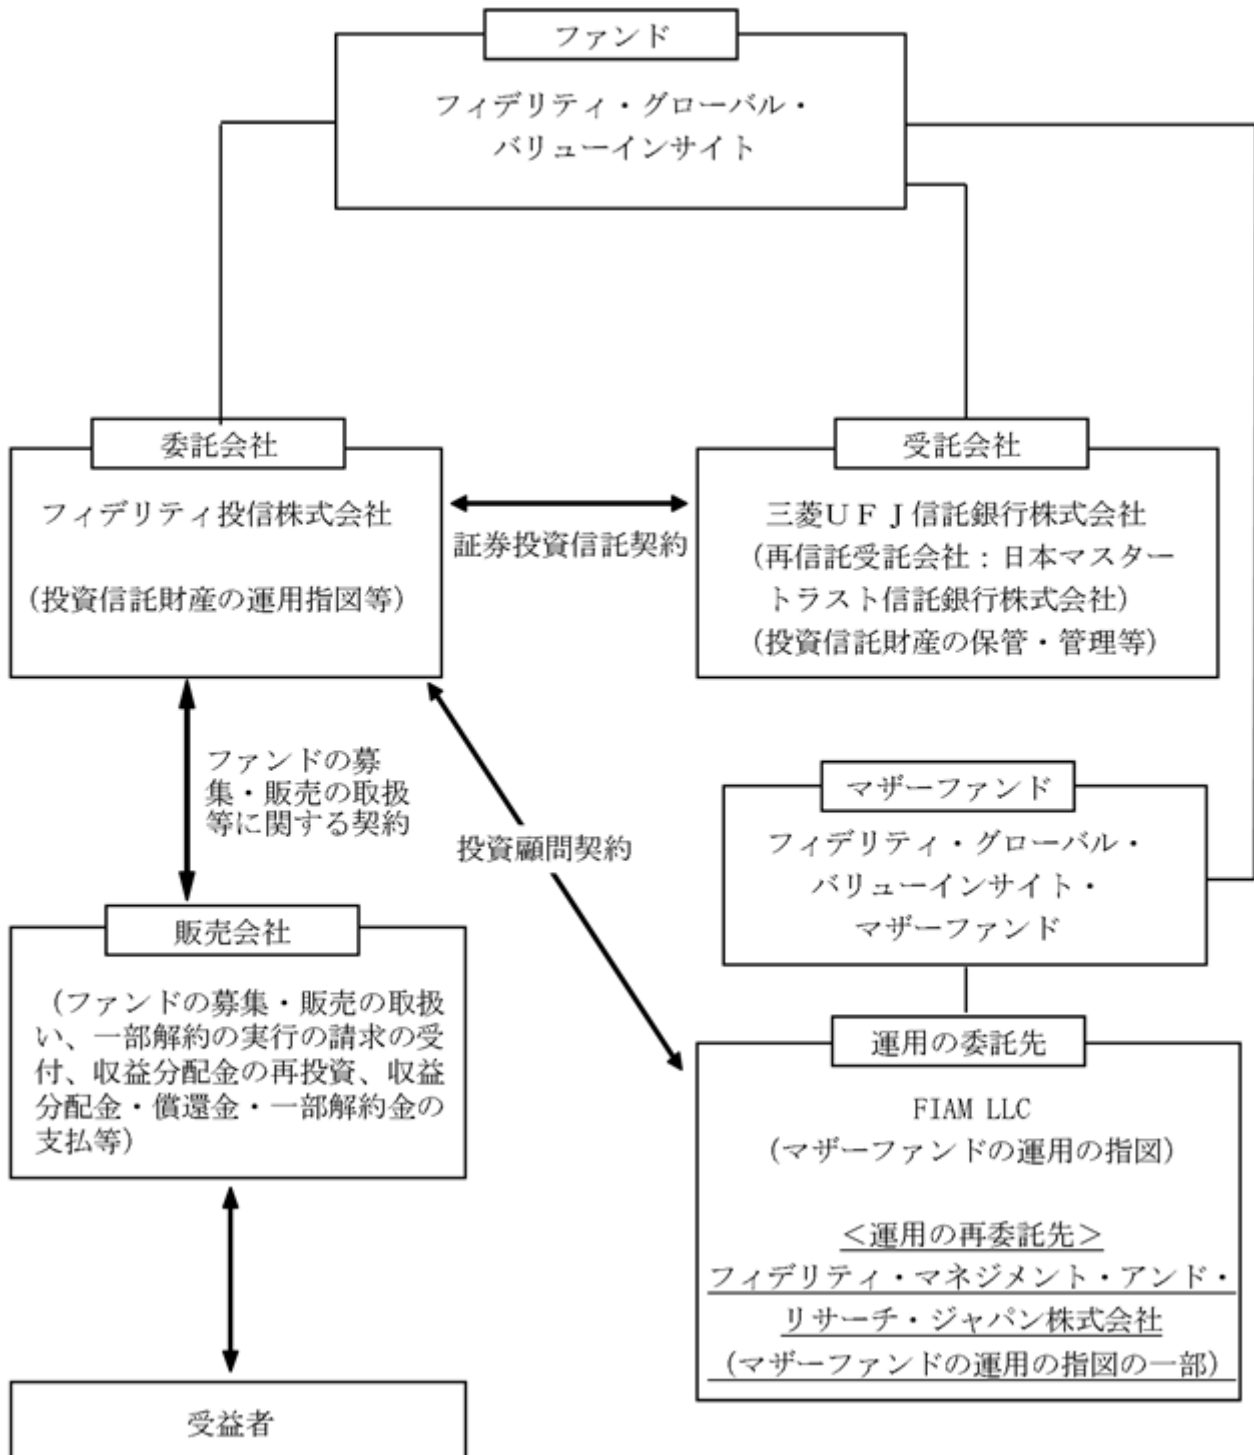 ファンド
フィデリティ・グローバル・
バリューインサイト
委託会社
フィデリティ投信株式会社
(投資信託財産の運用指図等)
証券投資信託契約
受託会社
三菱UFJ信託銀行株式会社
(再信託受託会社:日本マスター
トラスト信託銀行株式会社)
(投資信託財産の保管・管理等)
ファンドの募
集・販売の取扱
等に関する契約
投資顧問契約
マザーファンド
フィデリティ・グローバル・
バリューインサイト・
マザーファンド
販売会社
(ファンドの募集・販売の取扱
い、一部解約の実行の請求の受
付、収益分配金の再投資、収益
分配金・償還金・一部解約金の
支払等)
運用の委託先
FIAM LLC
(マザーファンドの運用の指図)
<運用の再委託先>
フィデリティ・マネジメント・アンド・
リサーチ・ジャパン株式会社
(マザーファンドの運用の指図の一部)
受益者